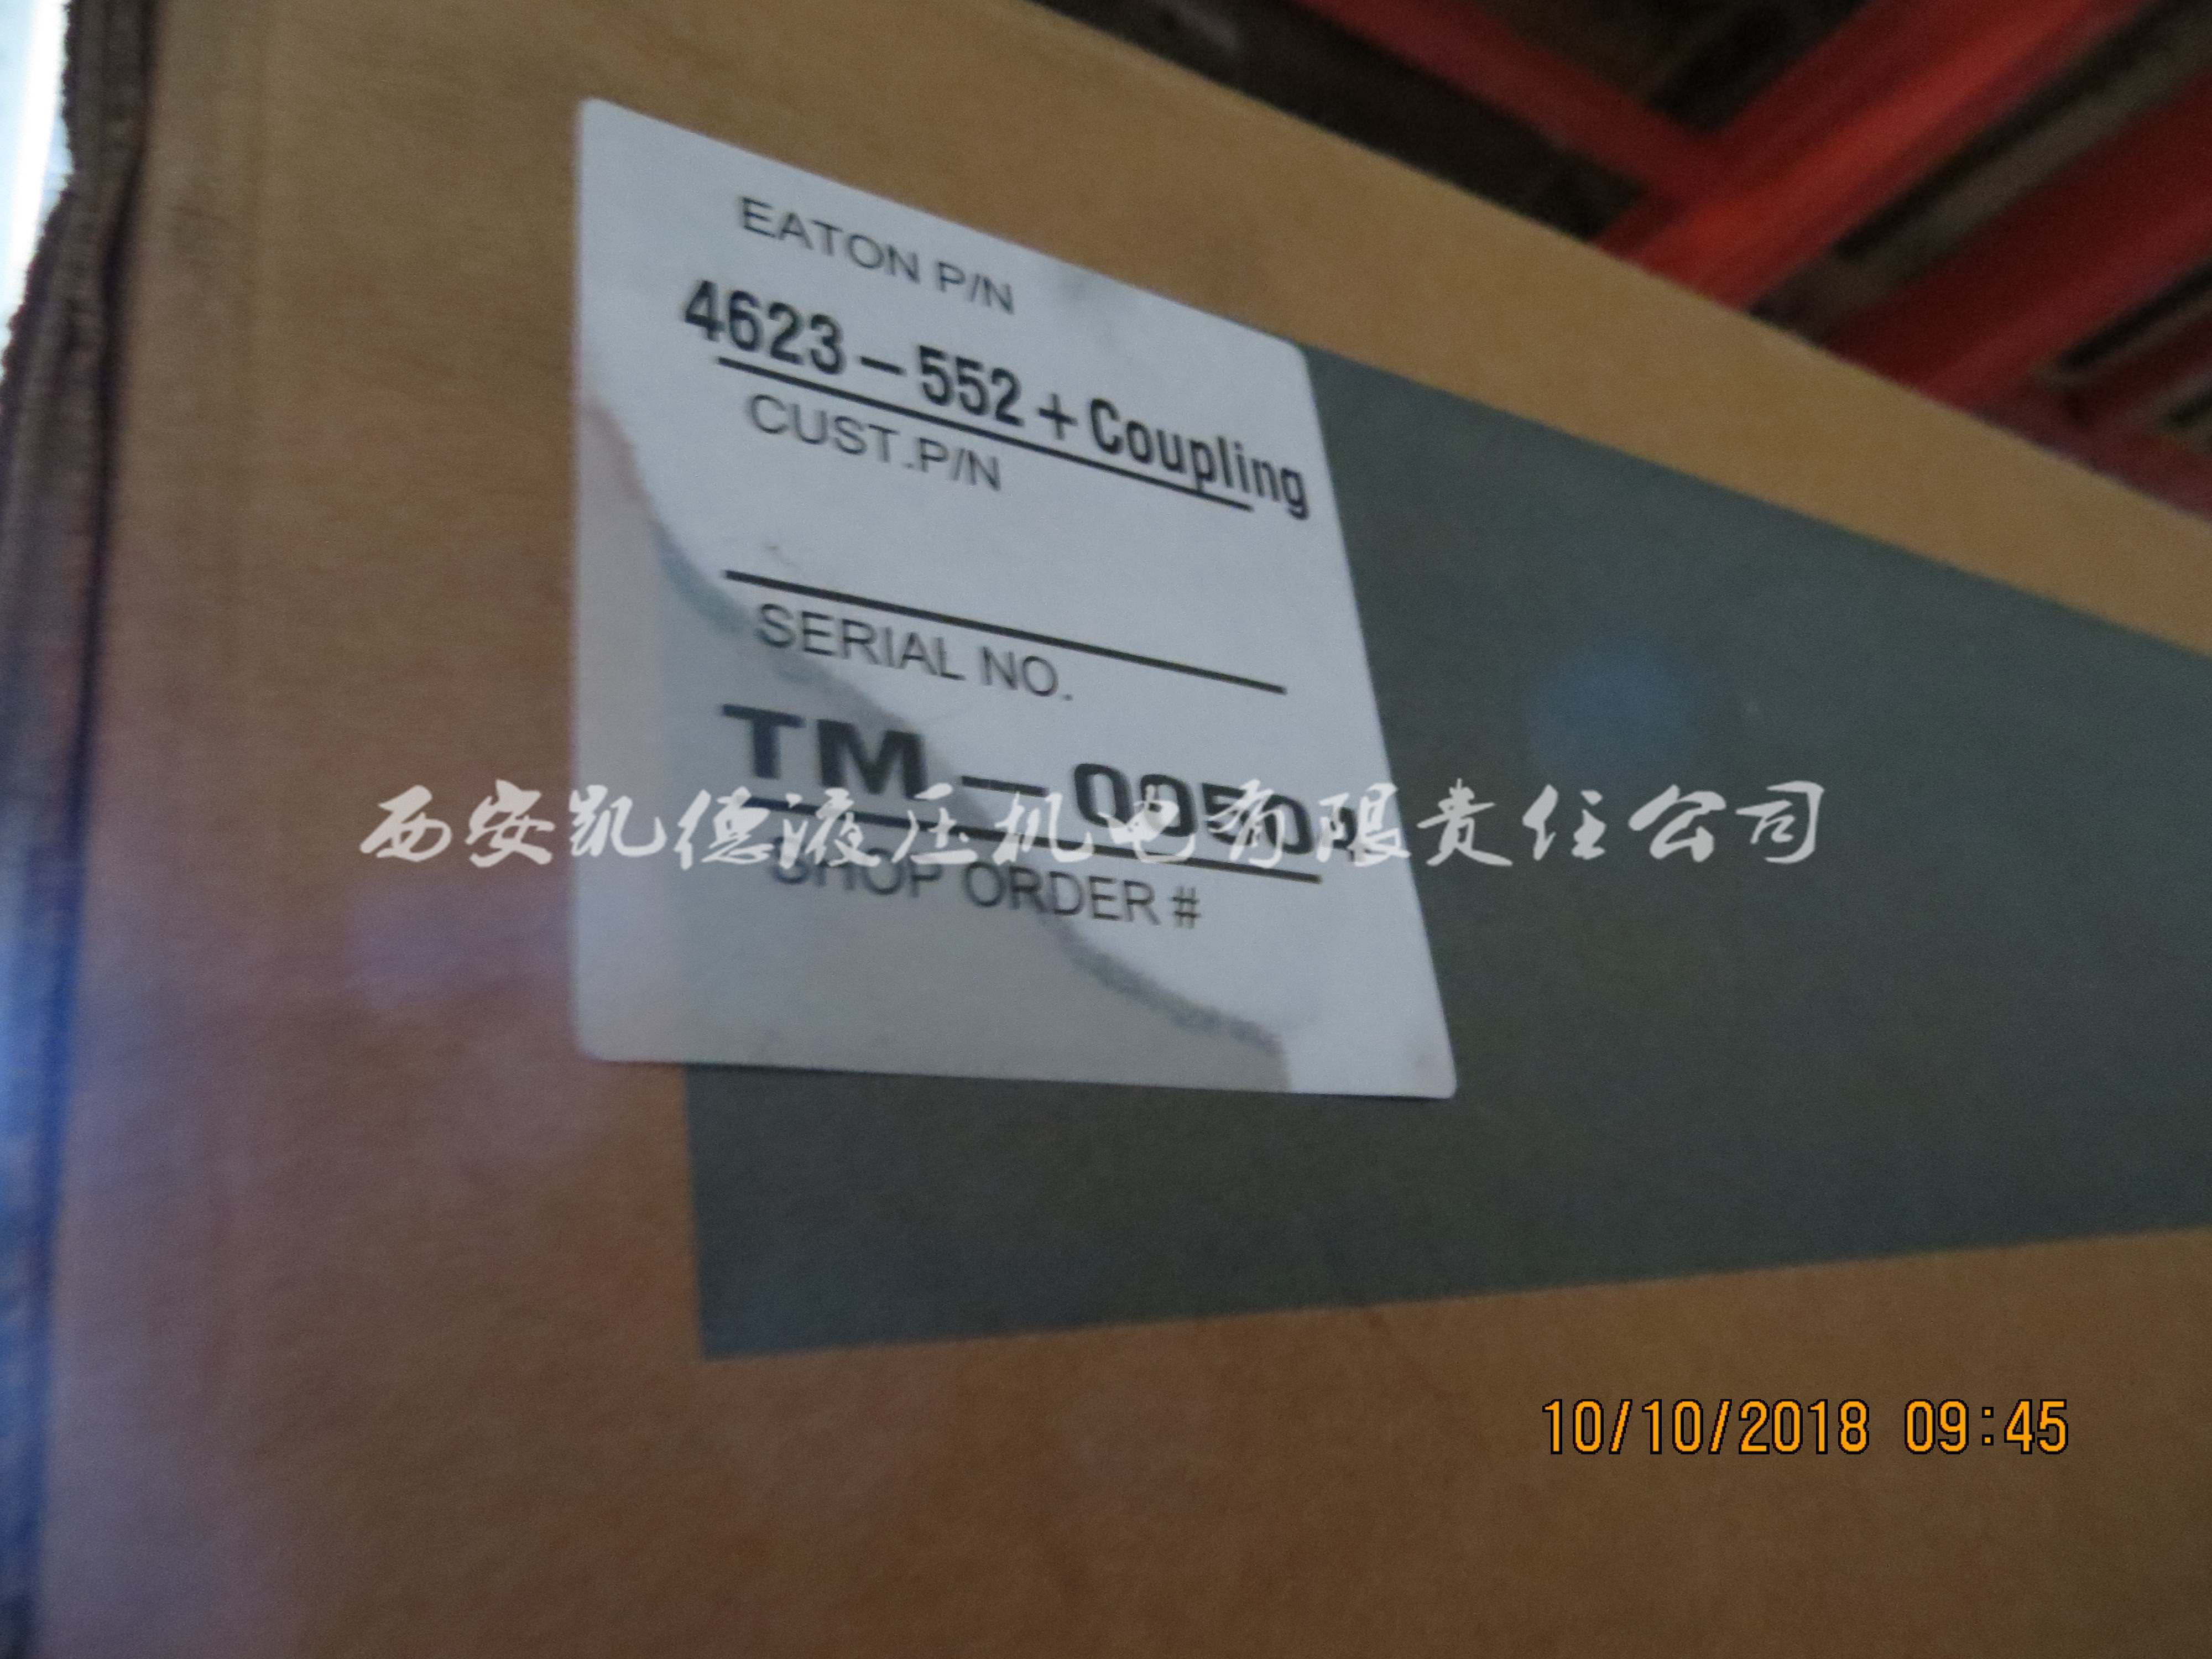 EATON P/N
4623-552+Coupling
CUST.P/N
SERIAL NO.
TM-
西安凯德液压机电有限责任公司
SHOP ORDER #
10/10/2018 09:45